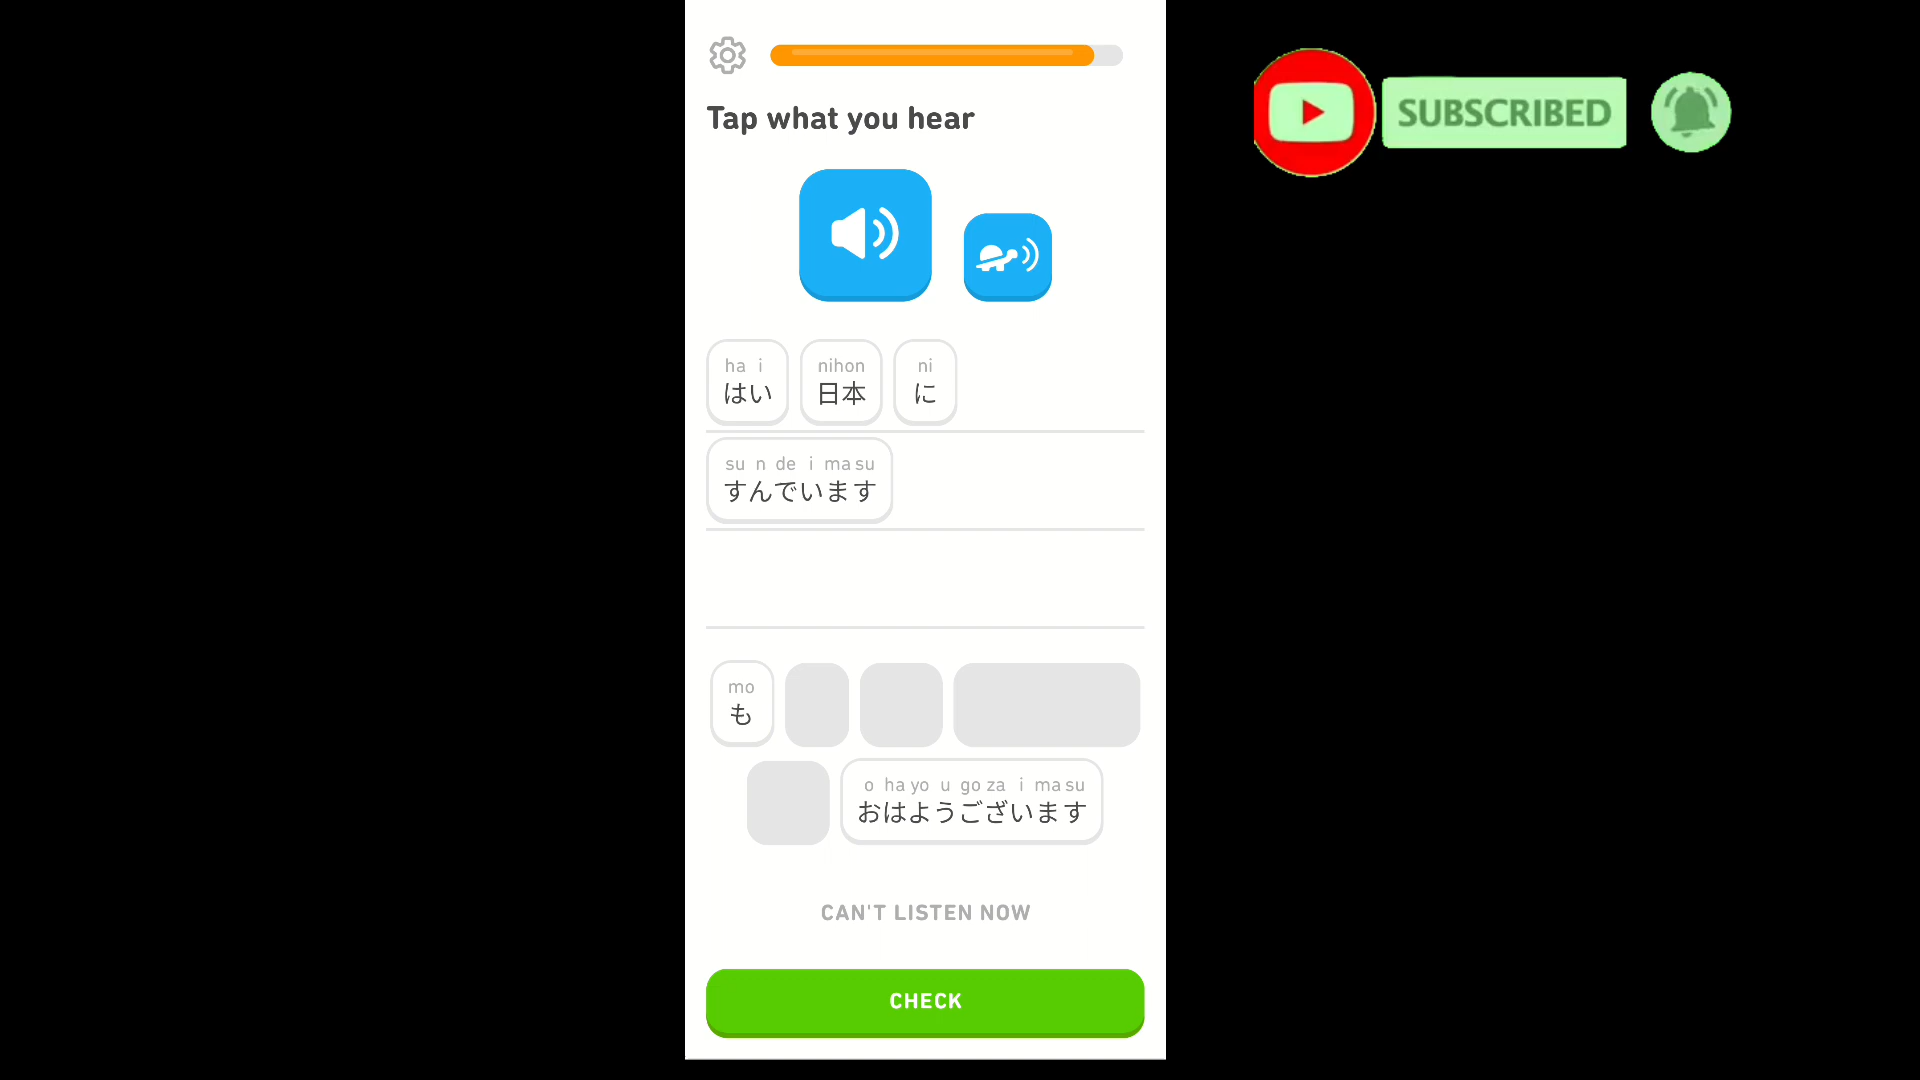 SUBSCRIBED
Tap what you hear
ha i nihon ni
はい 日本 に
su n de i ma su
すんでいます
mo
も
o ha yo u go za i ma su
おはようございます
CAN'T LISTEN NOW
CHECK